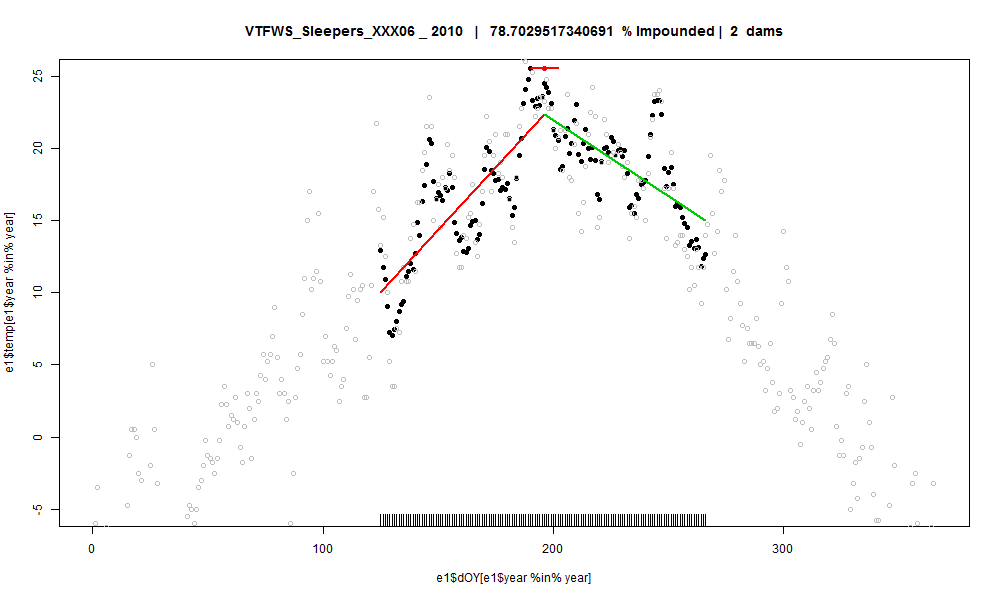 VTFWS_Sleepers_XXX06 _ 2010 | 78.7029517340691 % Impounded | 2 dams
e1$temp[e1$year %in% year]
25
20
15
10
5
0
-5
0 100 200 300
e1$dOY[e1$year %in% year]